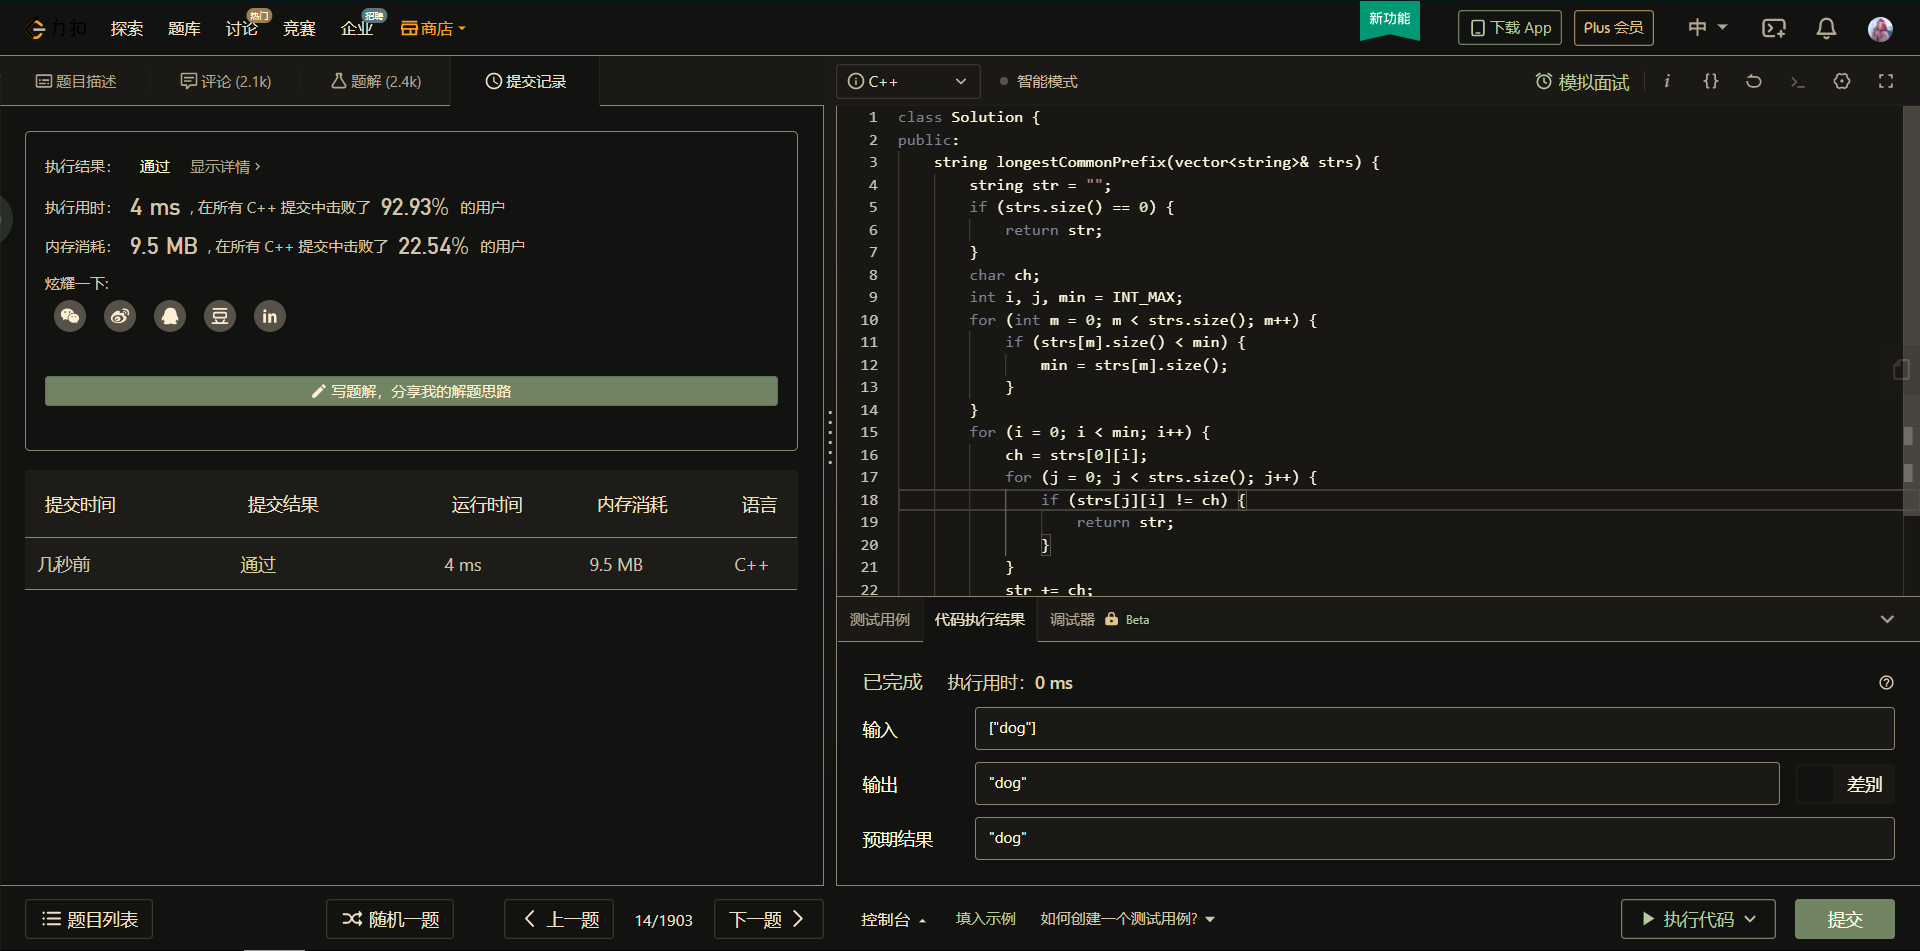 力扣 探索 题库 讨论 热门 竞赛 企业 招聘 商店 新功能 下载 App Plus 会员 中
题目描述 评论 (2.1k) 题解 (2.4k) 提交记录
C++ 智能模式 模拟面试
执行结果： 通过 显示详情 >
执行用时： 4 ms , 在所有 C++ 提交中击败了 92.93% 的用户
内存消耗： 9.5 MB , 在所有 C++ 提交中击败了 22.54% 的用户
炫耀一下:
写题解，分享我的解题思路
提交时间 提交结果 运行时间 内存消耗 语言
几秒前 通过 4 ms 9.5 MB C++
1 class Solution {
2 public:
3 string longestCommonPrefix(vector<string>& strs) {
4 string str = "";
5 if (strs.size() == 0) {
6 return str;
7 }
8 char ch;
9 int i, j, min = INT_MAX;
10 for (int m = 0; m < strs.size(); m++) {
11 if (strs[m].size() < min) {
12 min = strs[m].size();
13 }
14 }
15 for (i = 0; i < min; i++) {
16 ch = strs[0][i];
17 for (j = 0; j < strs.size(); j++) {
18 if (strs[j][i] != ch) {
19 return str;
20 }
21 }
22 str += ch;
测试用例 代码执行结果 调试器 Beta
已完成 执行用时：0 ms
输入 ["dog"]
输出 "dog" 差别
预期结果 "dog"
题目列表 随机一题 上一题 14/1903 下一题 控制台 填入示例 如何创建一个测试用例? 执行代码 提交